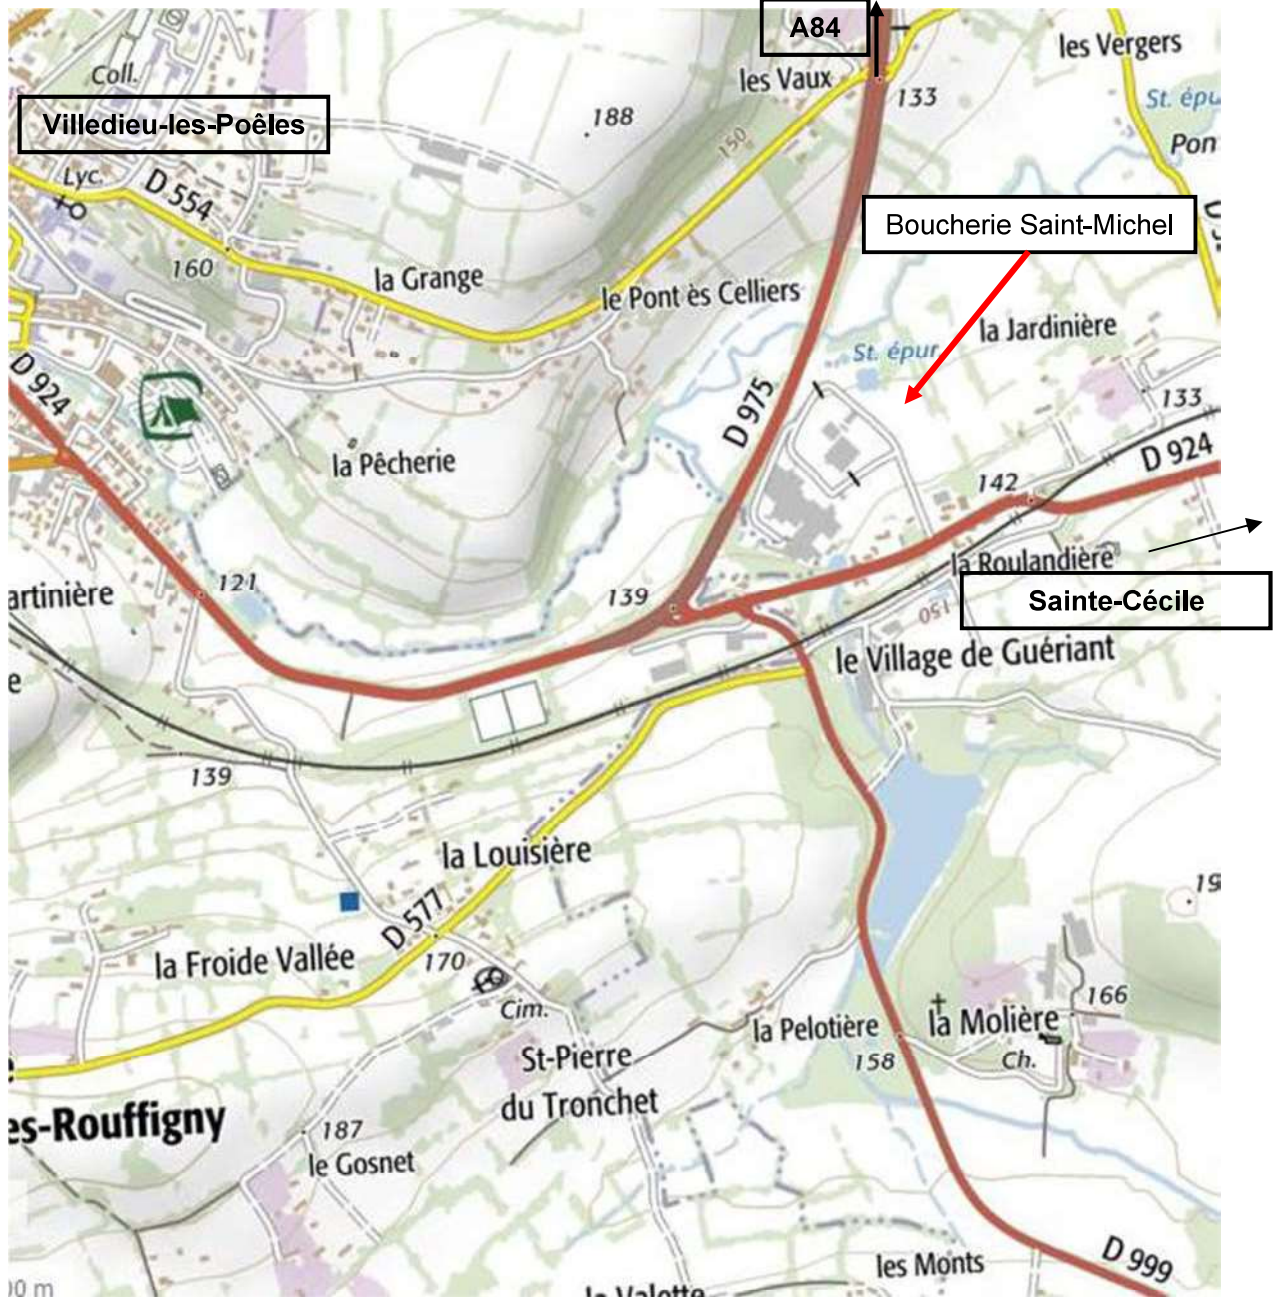 A84
les Vergers
Coll.
les Vaux
133
188
St. épu
Villedieu-les-Poêles
150
Pon
Lyc.
D 554
Boucherie Saint-Michel
160
la Grange
le Pont ès Celliers
la Jardinière
St. épur.
D 924
D 975
133
la Pêcherie
D 924
142
la Roulandière
121
139
artinière
Sainte-Cécile
150
le Village de Guériant
e
139
la Louisière
19
D 577
la Froide Vallée
170
Cim.
166
la Pelotière
la Molière
St-Pierre
158
Ch.
du Tronchet
es-Rouffigny
187
le Gosnet
les Monts
D 999
00 m
la Valette